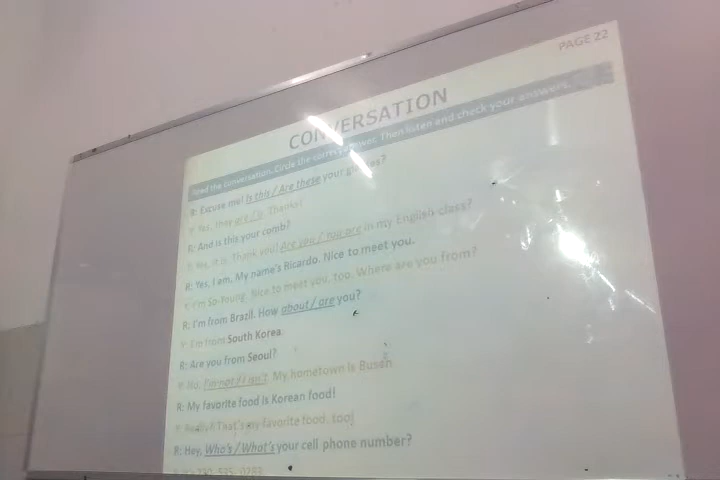 PAGE 22
CONVERSATION
Read the conversation. Circle the correct answer. Then listen and check your answers.
R: Excuse me! Is this / Are these your glasses?
Y: Yes, they are / is. Thanks!
R: And is this your comb?
Y: Yes, it is. Thank you! Are you / You are in my English class?
R: Yes, I am. My name's Ricardo. Nice to meet you.
Y: I'm So-Young. Nice to meet you, too. Where are you from?
R: I'm from Brazil. How about / are you?
Y: I'm from South Korea.
R: Are you from Seoul?
Y: No, I'm not / I isn't. My hometown is Busan
R: My favorite food is Korean food!
Y: Really? That's my favorite food, too!
R: Hey, Who's / What's your cell phone number?